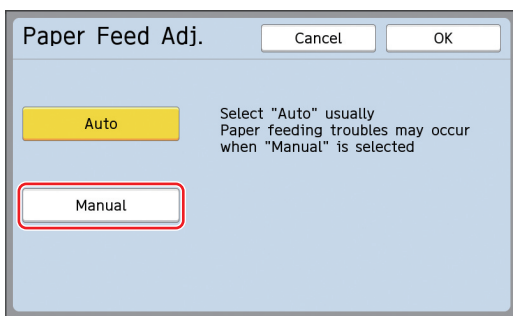 Paper Feed Adj.
Cancel
OK
Auto
Select "Auto" usually
Paper feeding troubles may occur
when "Manual" is selected
Manual